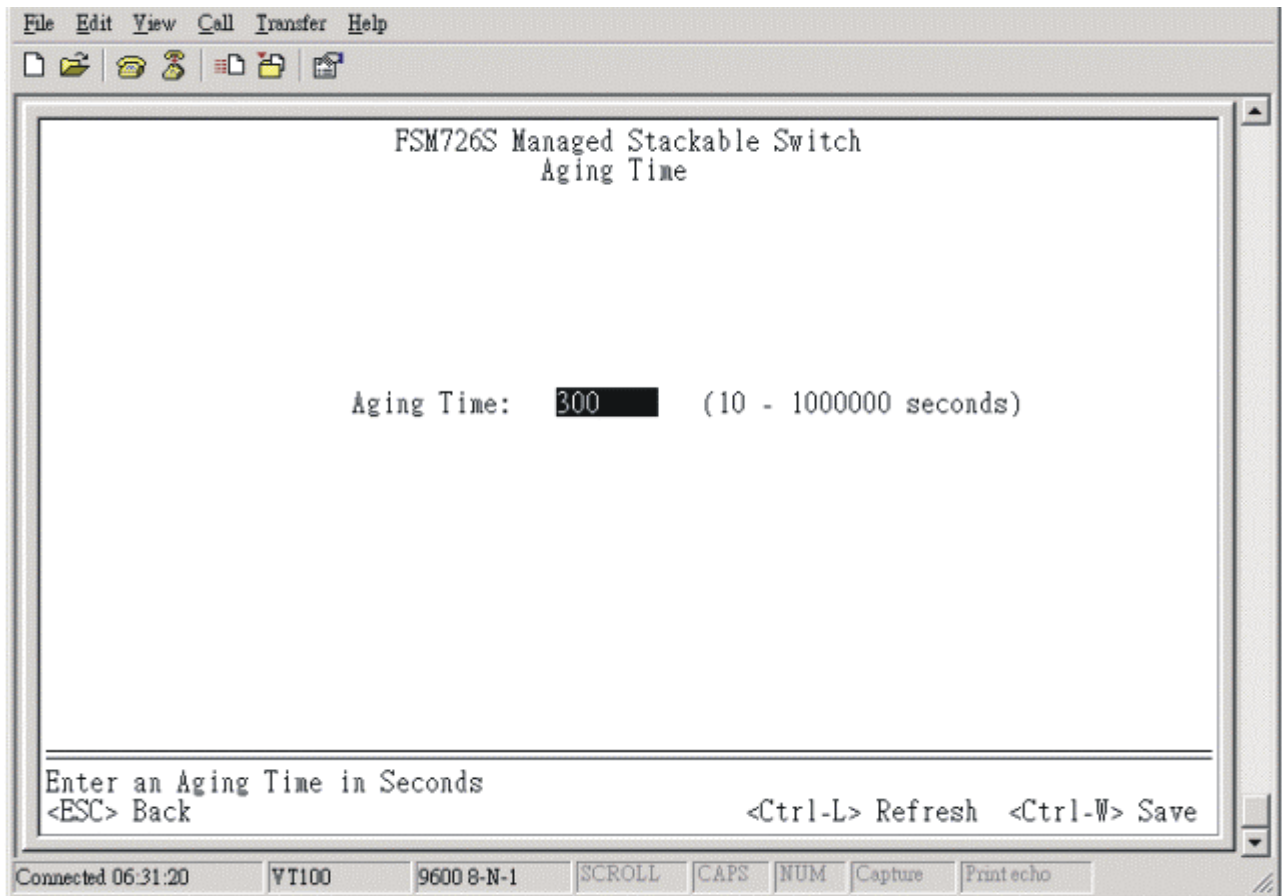 File Edit View Call Transfer Help
FSM726S Managed Stackable Switch
Aging Time
Aging Time: 300 (10 - 1000000 seconds)
Enter an Aging Time in Seconds
<ESC> Back <Ctrl-L> Refresh <Ctrl-W> Save
Connected 06:31:20 VT100 9600 8-N-1 SCROLL CAPS NUM Capture Print echo